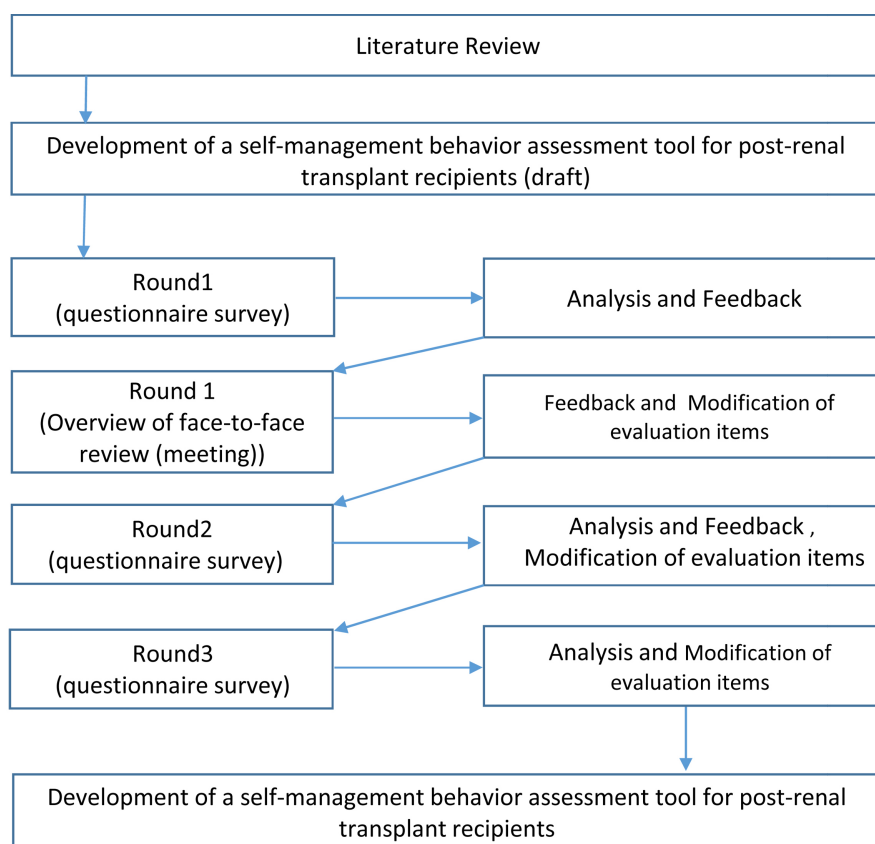 Literature Review
Development of a self-management behavior assessment tool for post-renal
transplant recipients (draft)
Round1
(questionnaire survey)
Analysis and Feedback
Round 1
(Overview of face-to-face
review (meeting))
Feedback and Modification of
evaluation items
Round2
(questionnaire survey)
Analysis and Feedback ,
Modification of evaluation items
Round3
(questionnaire survey)
Analysis and Modification of
evaluation items
Development of a self-management behavior assessment tool for post-renal
transplant recipients